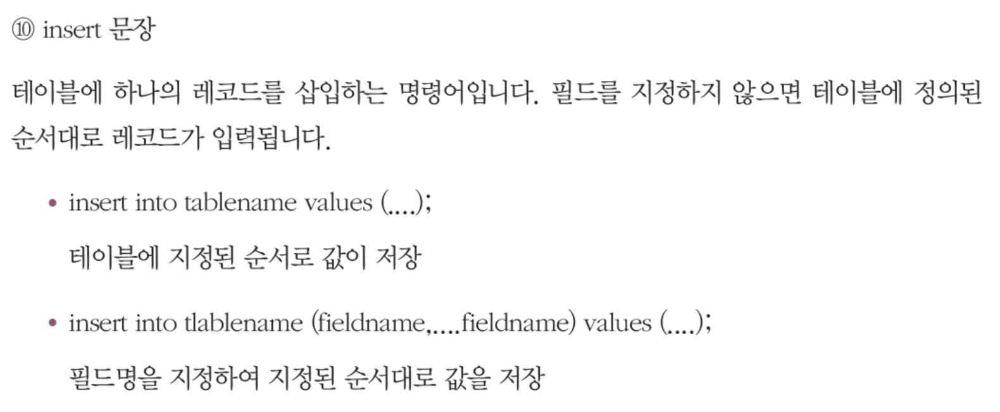 ⑩ insert 문장
테이블에 하나의 레코드를 삽입하는 명령어입니다. 필드를 지정하지 않으면 테이블에 정의된
순서대로 레코드가 입력됩니다.
• insert into tablename values (....);
테이블에 지정된 순서로 값이 저장
• insert into tlablename (fieldname,....fieldname) values (....);
필드명을 지정하여 지정된 순서대로 값을 저장